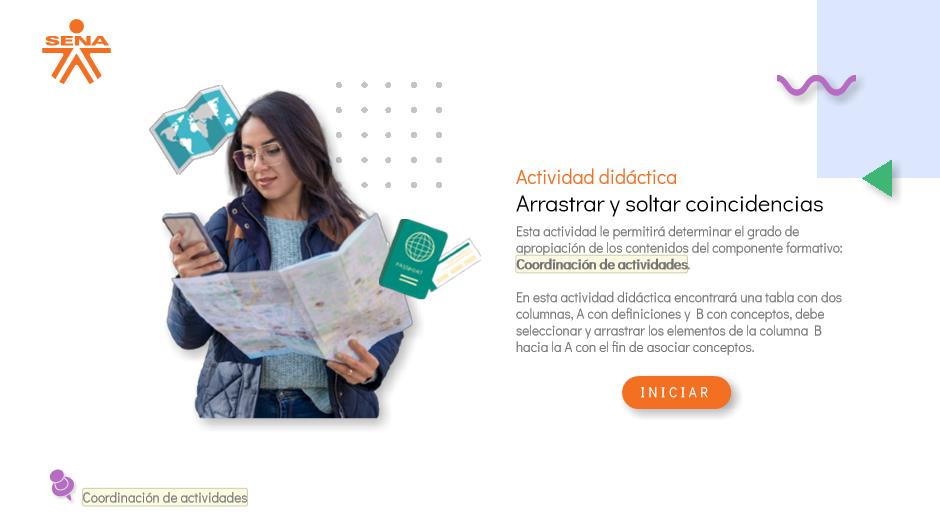 SENA
PASSPORT
Actividad didáctica
Arrastrar y soltar coincidencias
Esta actividad le permitirá determinar el grado de
apropiación de los contenidos del componente formativo:
Coordinación de actividades.
En esta actividad didáctica encontrará una tabla con dos
columnas, A con definiciones y B con conceptos, debe
seleccionar y arrastrar los elementos de la columna B
hacia la A con el fin de asociar conceptos.
INICIAR
Coordinación de actividades